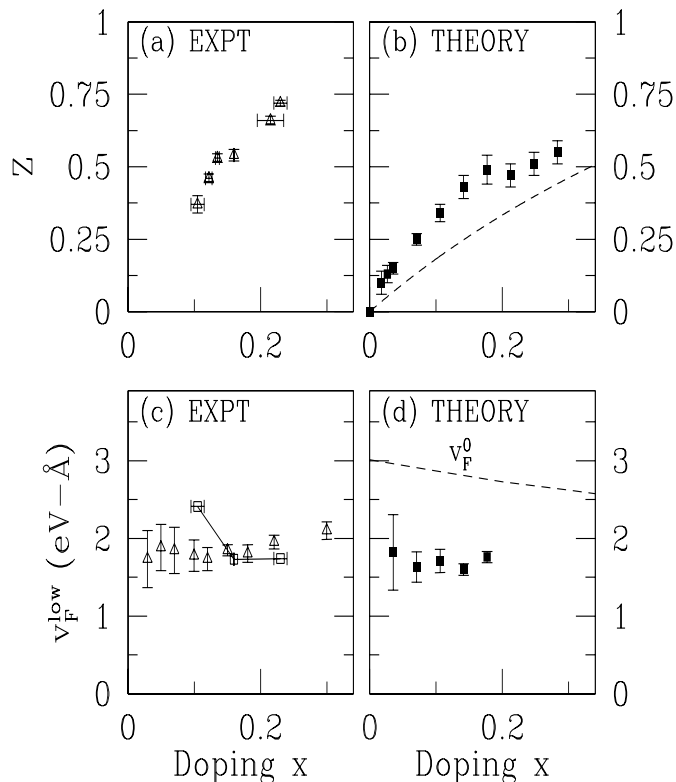 1
(a) EXPT
(b) THEORY
1
0.75
0.75
Z
0.5
0.5
0.25
0.25
0
0
0
0.2
0
0.2
(c) EXPT
(d) THEORY
3
v_F^0
3
v_F^low (eV−Å)
2
2
1
1
0
0
0
0.2
0
0.2
Doping x
Doping x